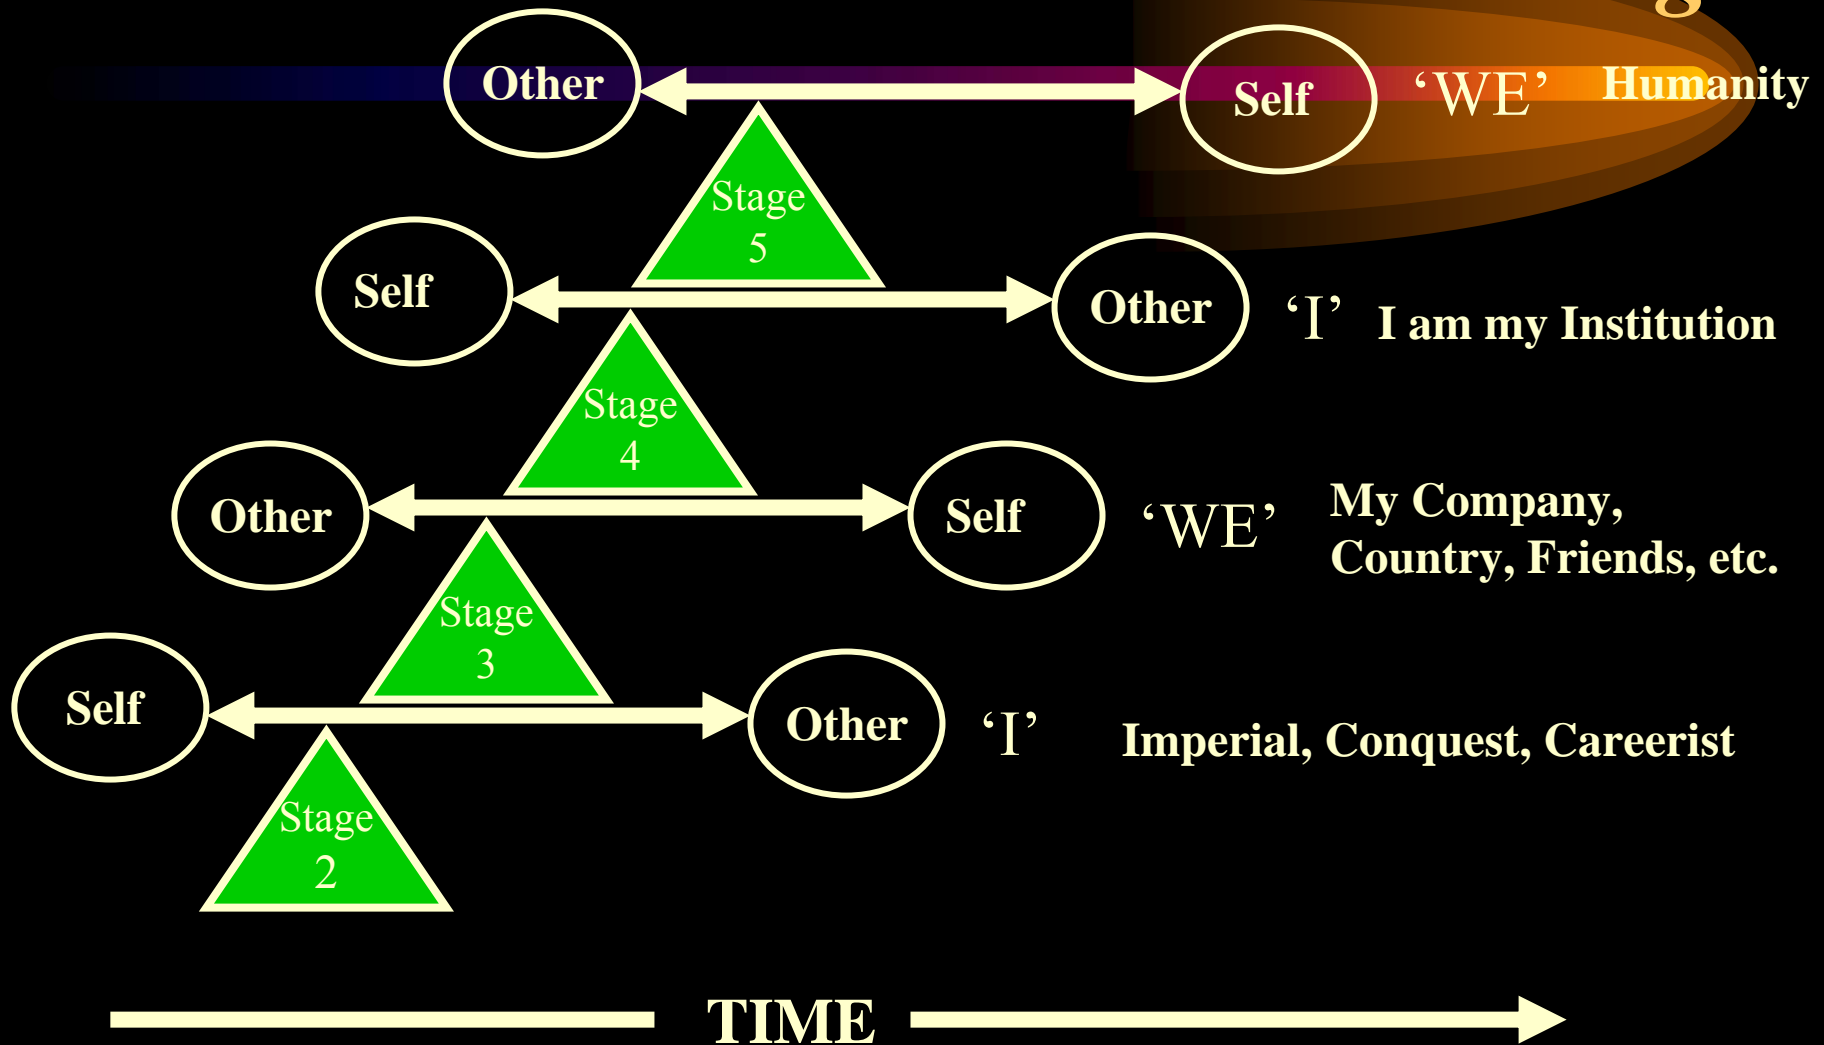 Other
Self
‘WE’
Humanity
Stage
5
Self
Other
‘I’
I am my Institution
Stage
4
Other
Self
‘WE’
My Company,
Country, Friends, etc.
Stage
3
Self
Other
‘I’
Imperial, Conquest, Careerist
Stage
2
TIME